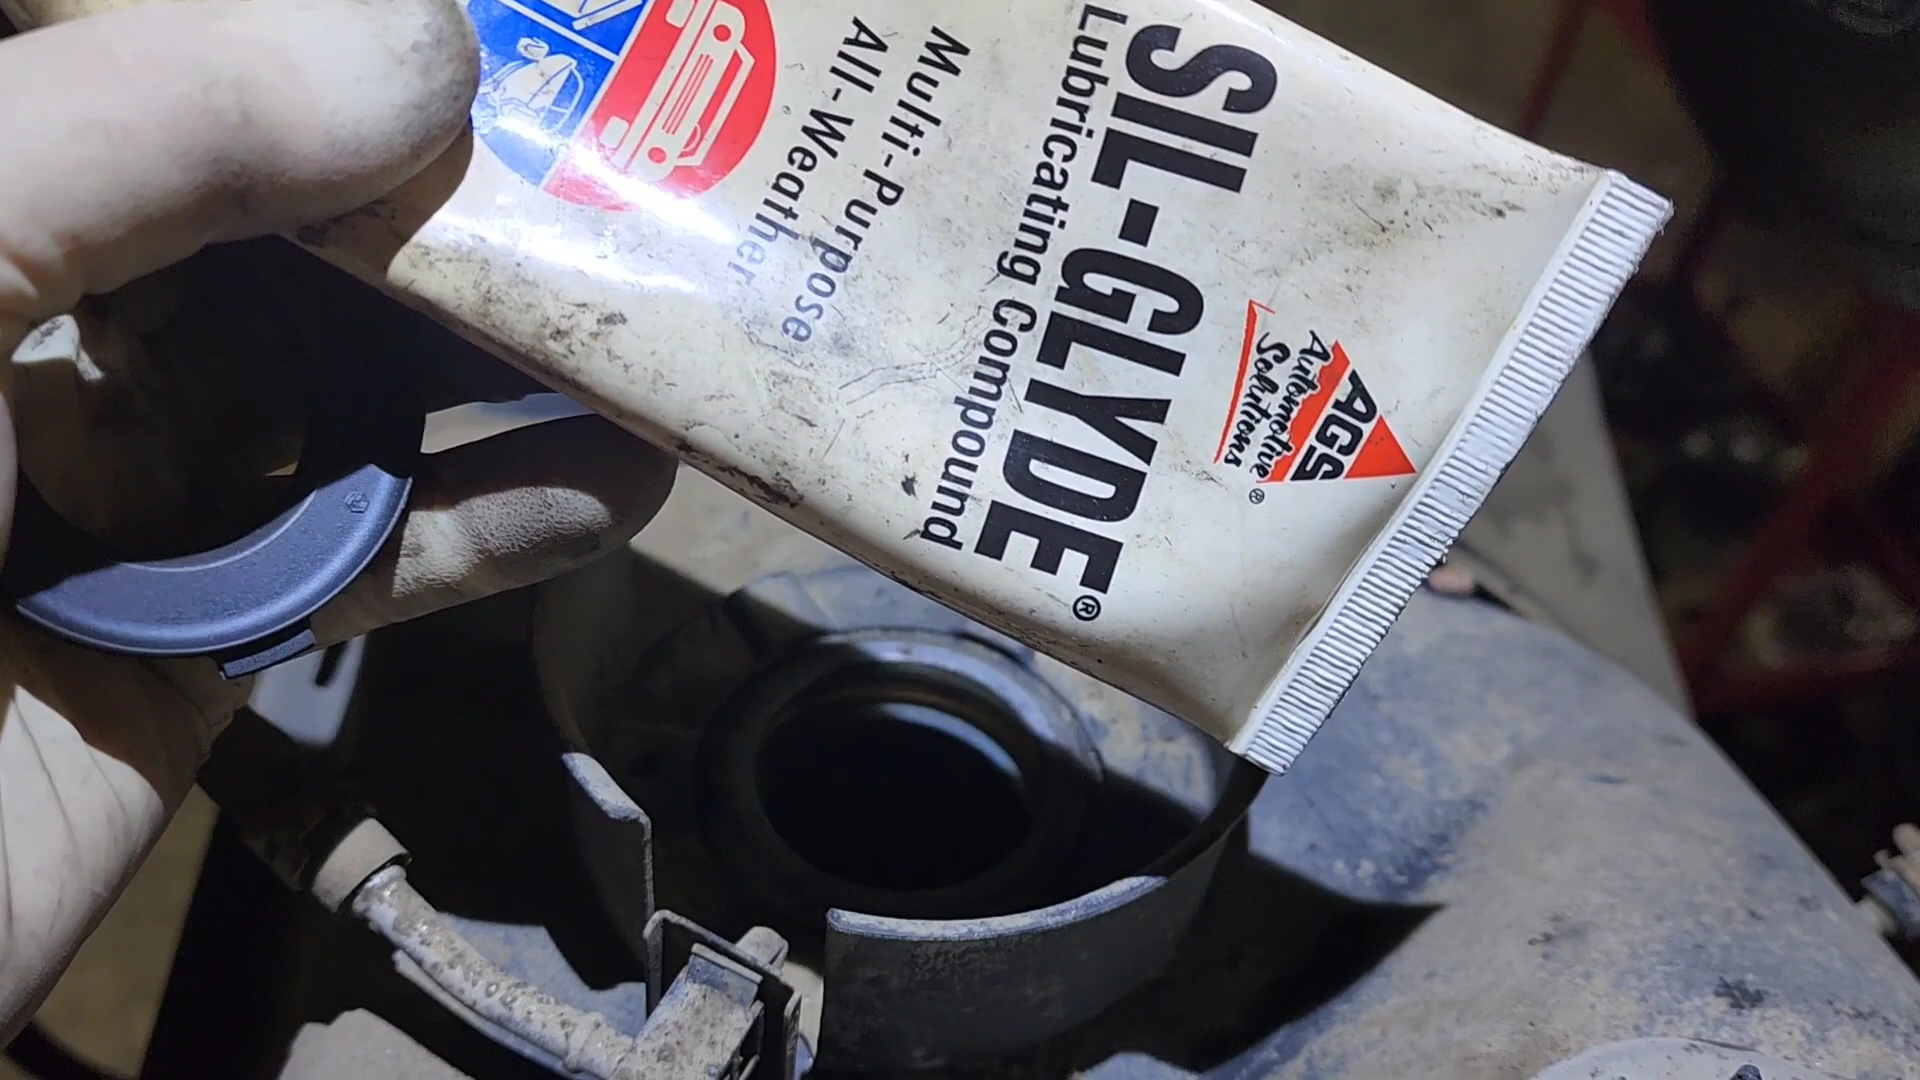 AGS
Automotive
Solutions®
SIL-GLYDE®
Lubricating Compound
Multi-Purpose
All-Weather